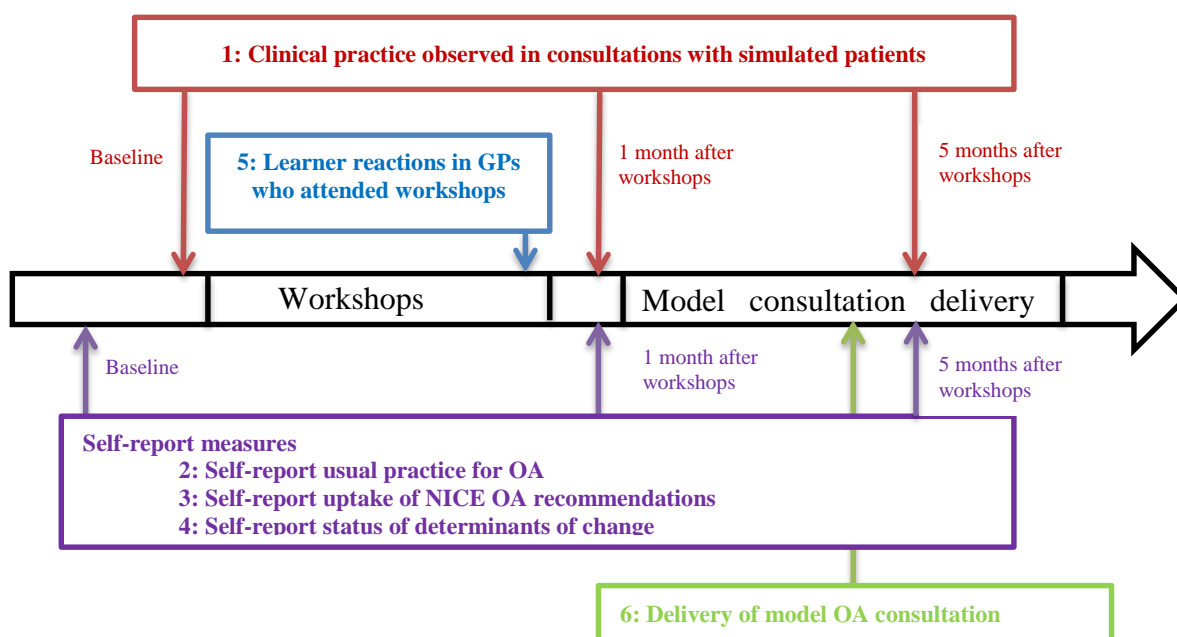 1: Clinical practice observed in consultations with simulated patients
Baseline
5: Learner reactions in GPs
who attended workshops
1 month after
workshops
5 months after
workshops
Workshops
Model consultation delivery
Baseline
1 month after
workshops
5 months after
workshops
Self-report measures
2: Self-report usual practice for OA
3: Self-report uptake of NICE OA recommendations
4: Self-report status of determinants of change
6: Delivery of model OA consultation